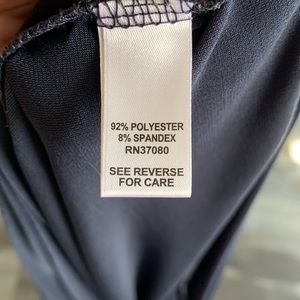 92% POLYESTER
8% SPANDEX
RN37080
SEE REVERSE
FOR CARE